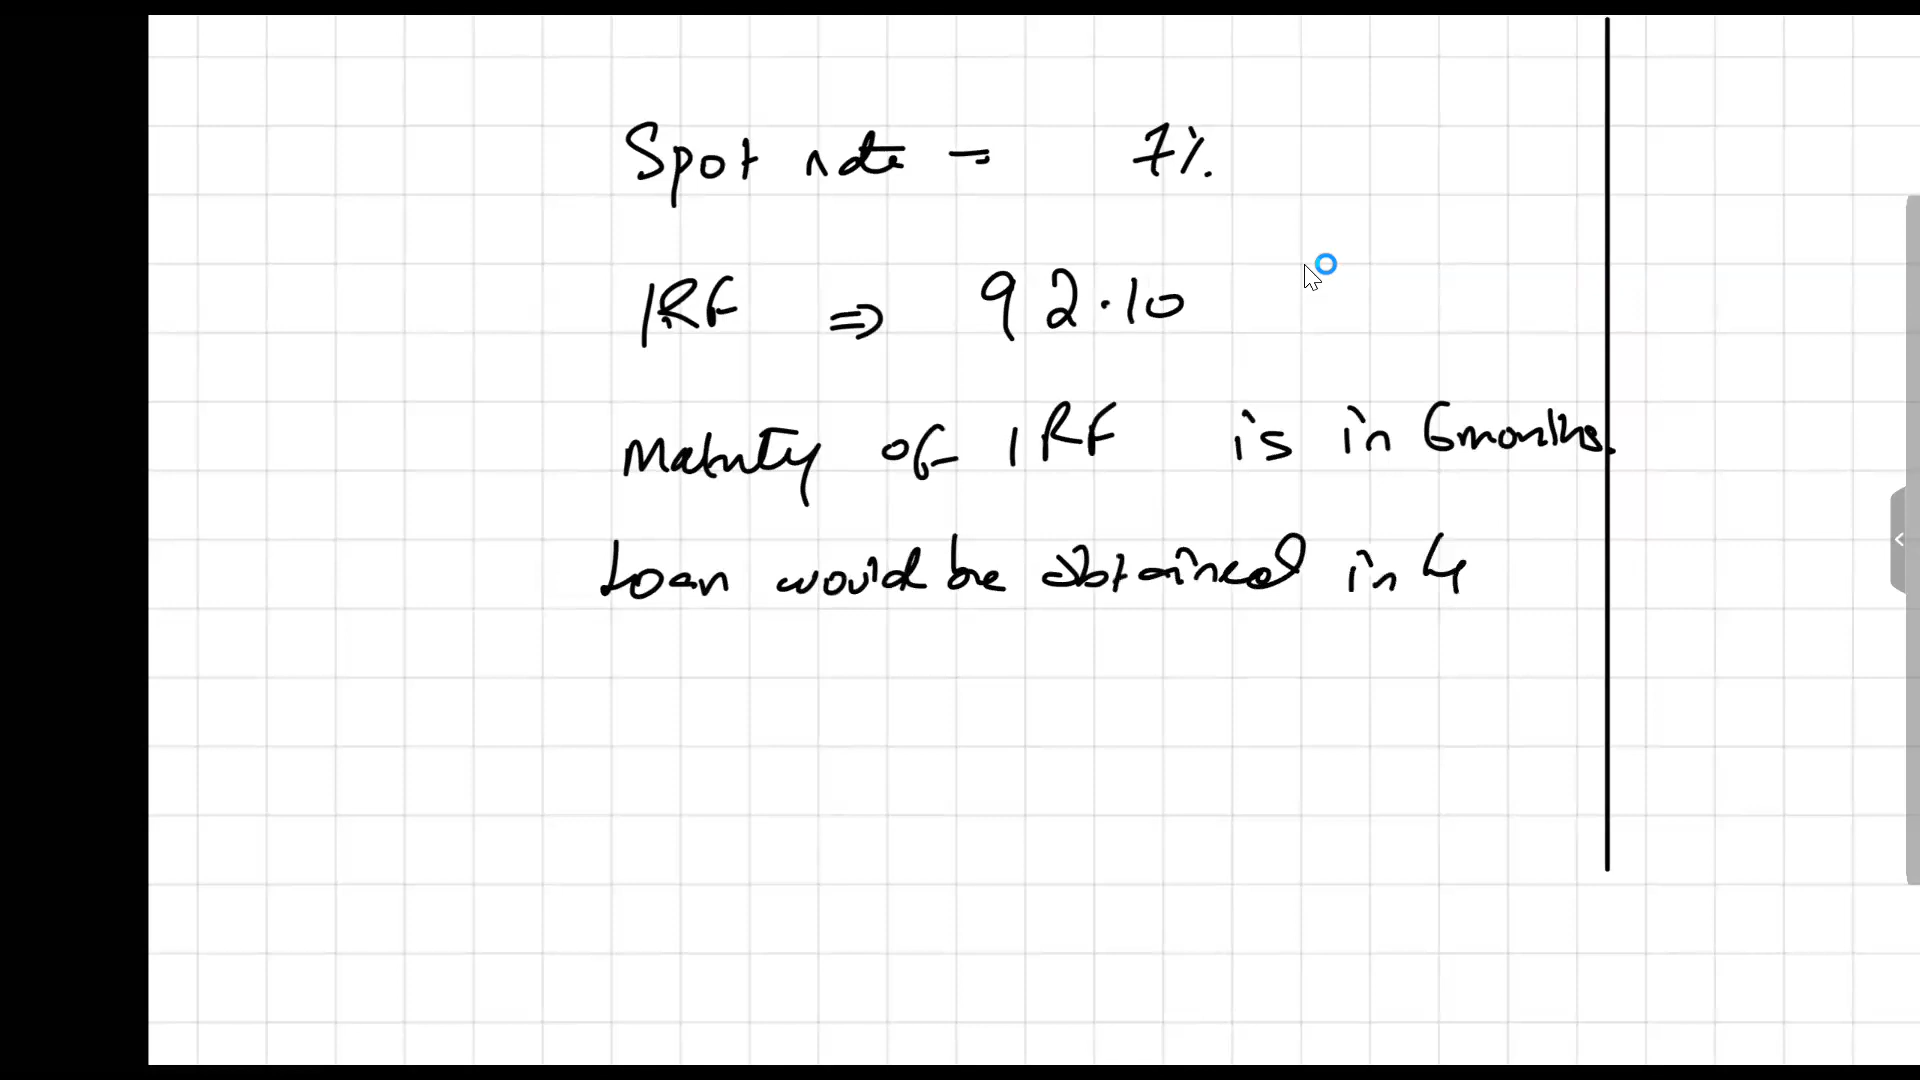 Spot rate = 7%.
IRF ⇒ 92.10
Maturity of IRF is in 6months.
Loan would be obtained in 4